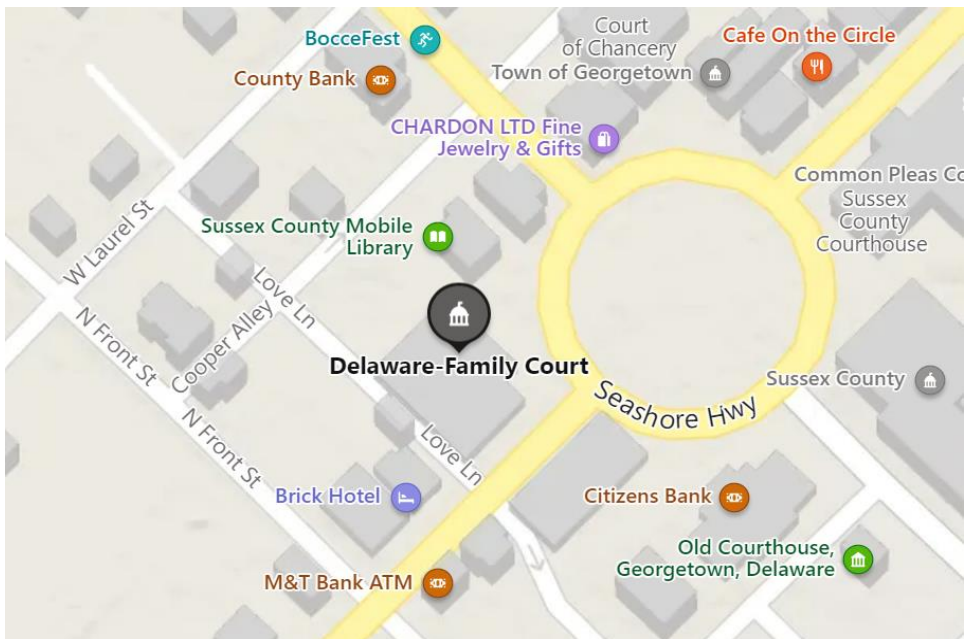 BocceFest
County Bank
Court
of Chancery
Town of Georgetown
Cafe On the Circle
CHARDON LTD Fine
Jewelry & Gifts
Common Pleas Co
Sussex
County
Courthouse
W Laurel St
Sussex County Mobile
Library
Love Ln
N Front St
Cooper Alley
Delaware-Family Court
Seashore Hwy
Sussex County
N Front St
Love Ln
Brick Hotel
Citizens Bank
Old Courthouse,
Georgetown, Delaware
M&T Bank ATM